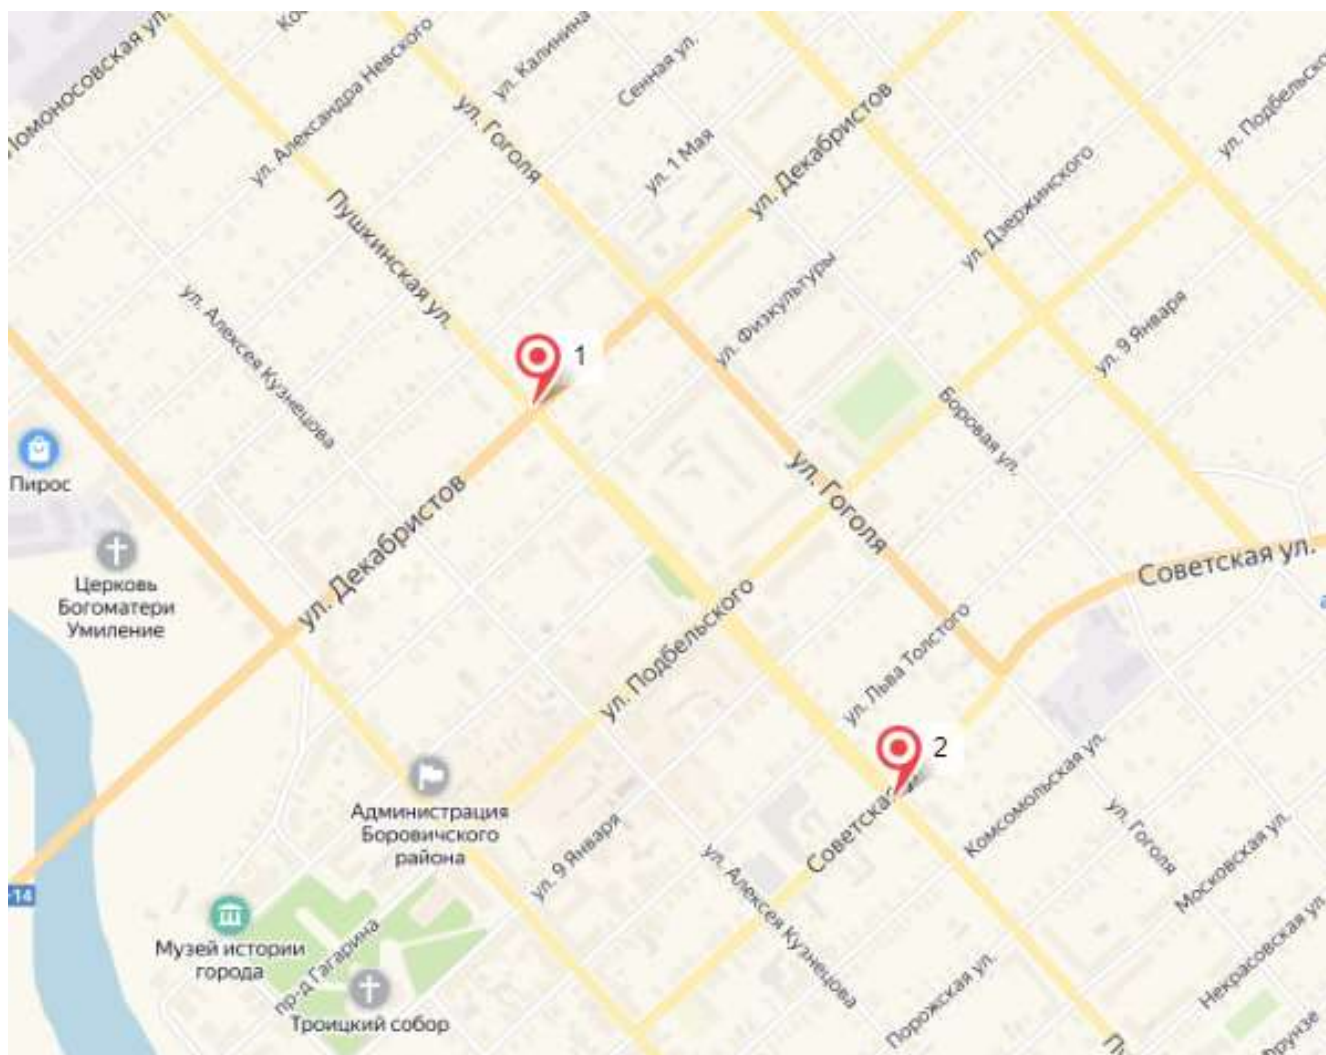 Ломоносовская ул.
ул. Александра Невского
ул. Калинина
Сенная ул.
ул. Гоголя
ул. 1 Мая
ул. Декабристов
ул. Дзержинского
Пушкинская ул.
ул. Алексея Кузнецова
ул. Физкультуры
ул. 9 Января
1
Боровая ул.
Пирос
ул. Гоголя
ул. Декабристов
Церковь
Богоматери
Умиление
Советская ул.
ул. Подбельского
ул. Льва Толстого
2
Администрация
Боровичского
района
ул. 9 Января
Комсомольская ул.
ул. Гоголя
ул. Алексея Кузнецова
Московская ул.
-14
Музей истории
города
пр-д Гагарина
Троицкий собор
Порожская ул.
Некрасовская ул.